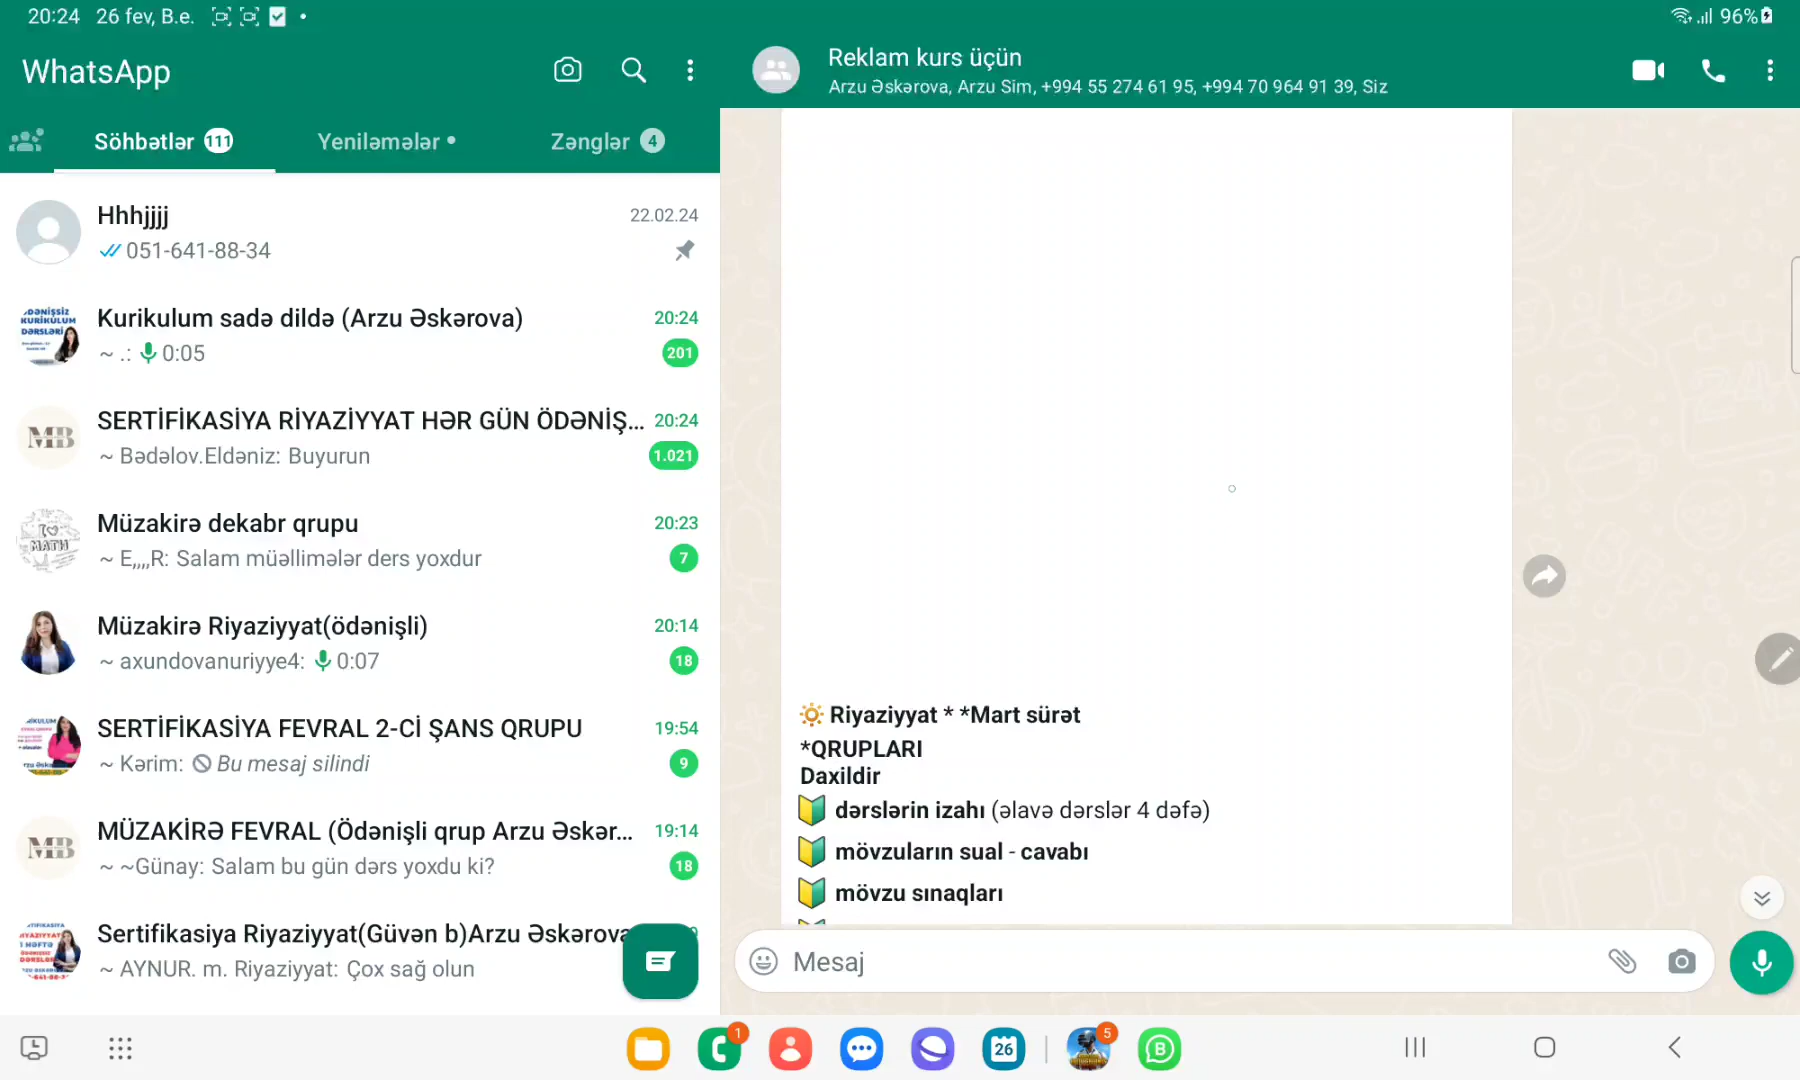 20:24 26 fev, B.e.
96%
WhatsApp
Söhbətlər 111
Yeniləmələr
Zənglər 4
Hhhjjjj
22.02.24
051-641-88-34
Kurikulum sadə dildə (Arzu Əskərova)
20:24
~ .: 0:05
201
SERTİFİKASİYA RİYAZİYYAT HƏR GÜN ÖDƏNİŞ...
20:24
~ Bədəlov.Eldəniz: Buyurun
1.021
MB
Müzakirə dekabr qrupu
20:23
~ E,,,,R: Salam müəllimələr ders yoxdur
7
I MATH
Müzakirə Riyaziyyat(ödənişli)
20:14
~ axundovanuriyye4: 0:07
18
SERTİFİKASİYA FEVRAL 2-Cİ ŞANS QRUPU
19:54
~ Kərim: Bu mesaj silindi
9
MÜZAKİRƏ FEVRAL (Ödənişli qrup Arzu Əskər...
19:14
~ ~Günay: Salam bu gün dərs yoxdu ki?
18
MB
Sertifikasiya Riyaziyyat(Güvən b)Arzu Əskərova
~ AYNUR. m. Riyaziyyat: Çox sağ olun
Reklam kurs üçün
Arzu Əskərova, Arzu Sim, +994 55 274 61 95, +994 70 964 91 39, Siz
Riyaziyyat * *Mart sürət
*QRUPLARI
Daxildir
dərslərin izahı (əlavə dərslər 4 dəfə)
mövzuların sual - cavabı
mövzu sınaqları
Mesaj
1
26
5